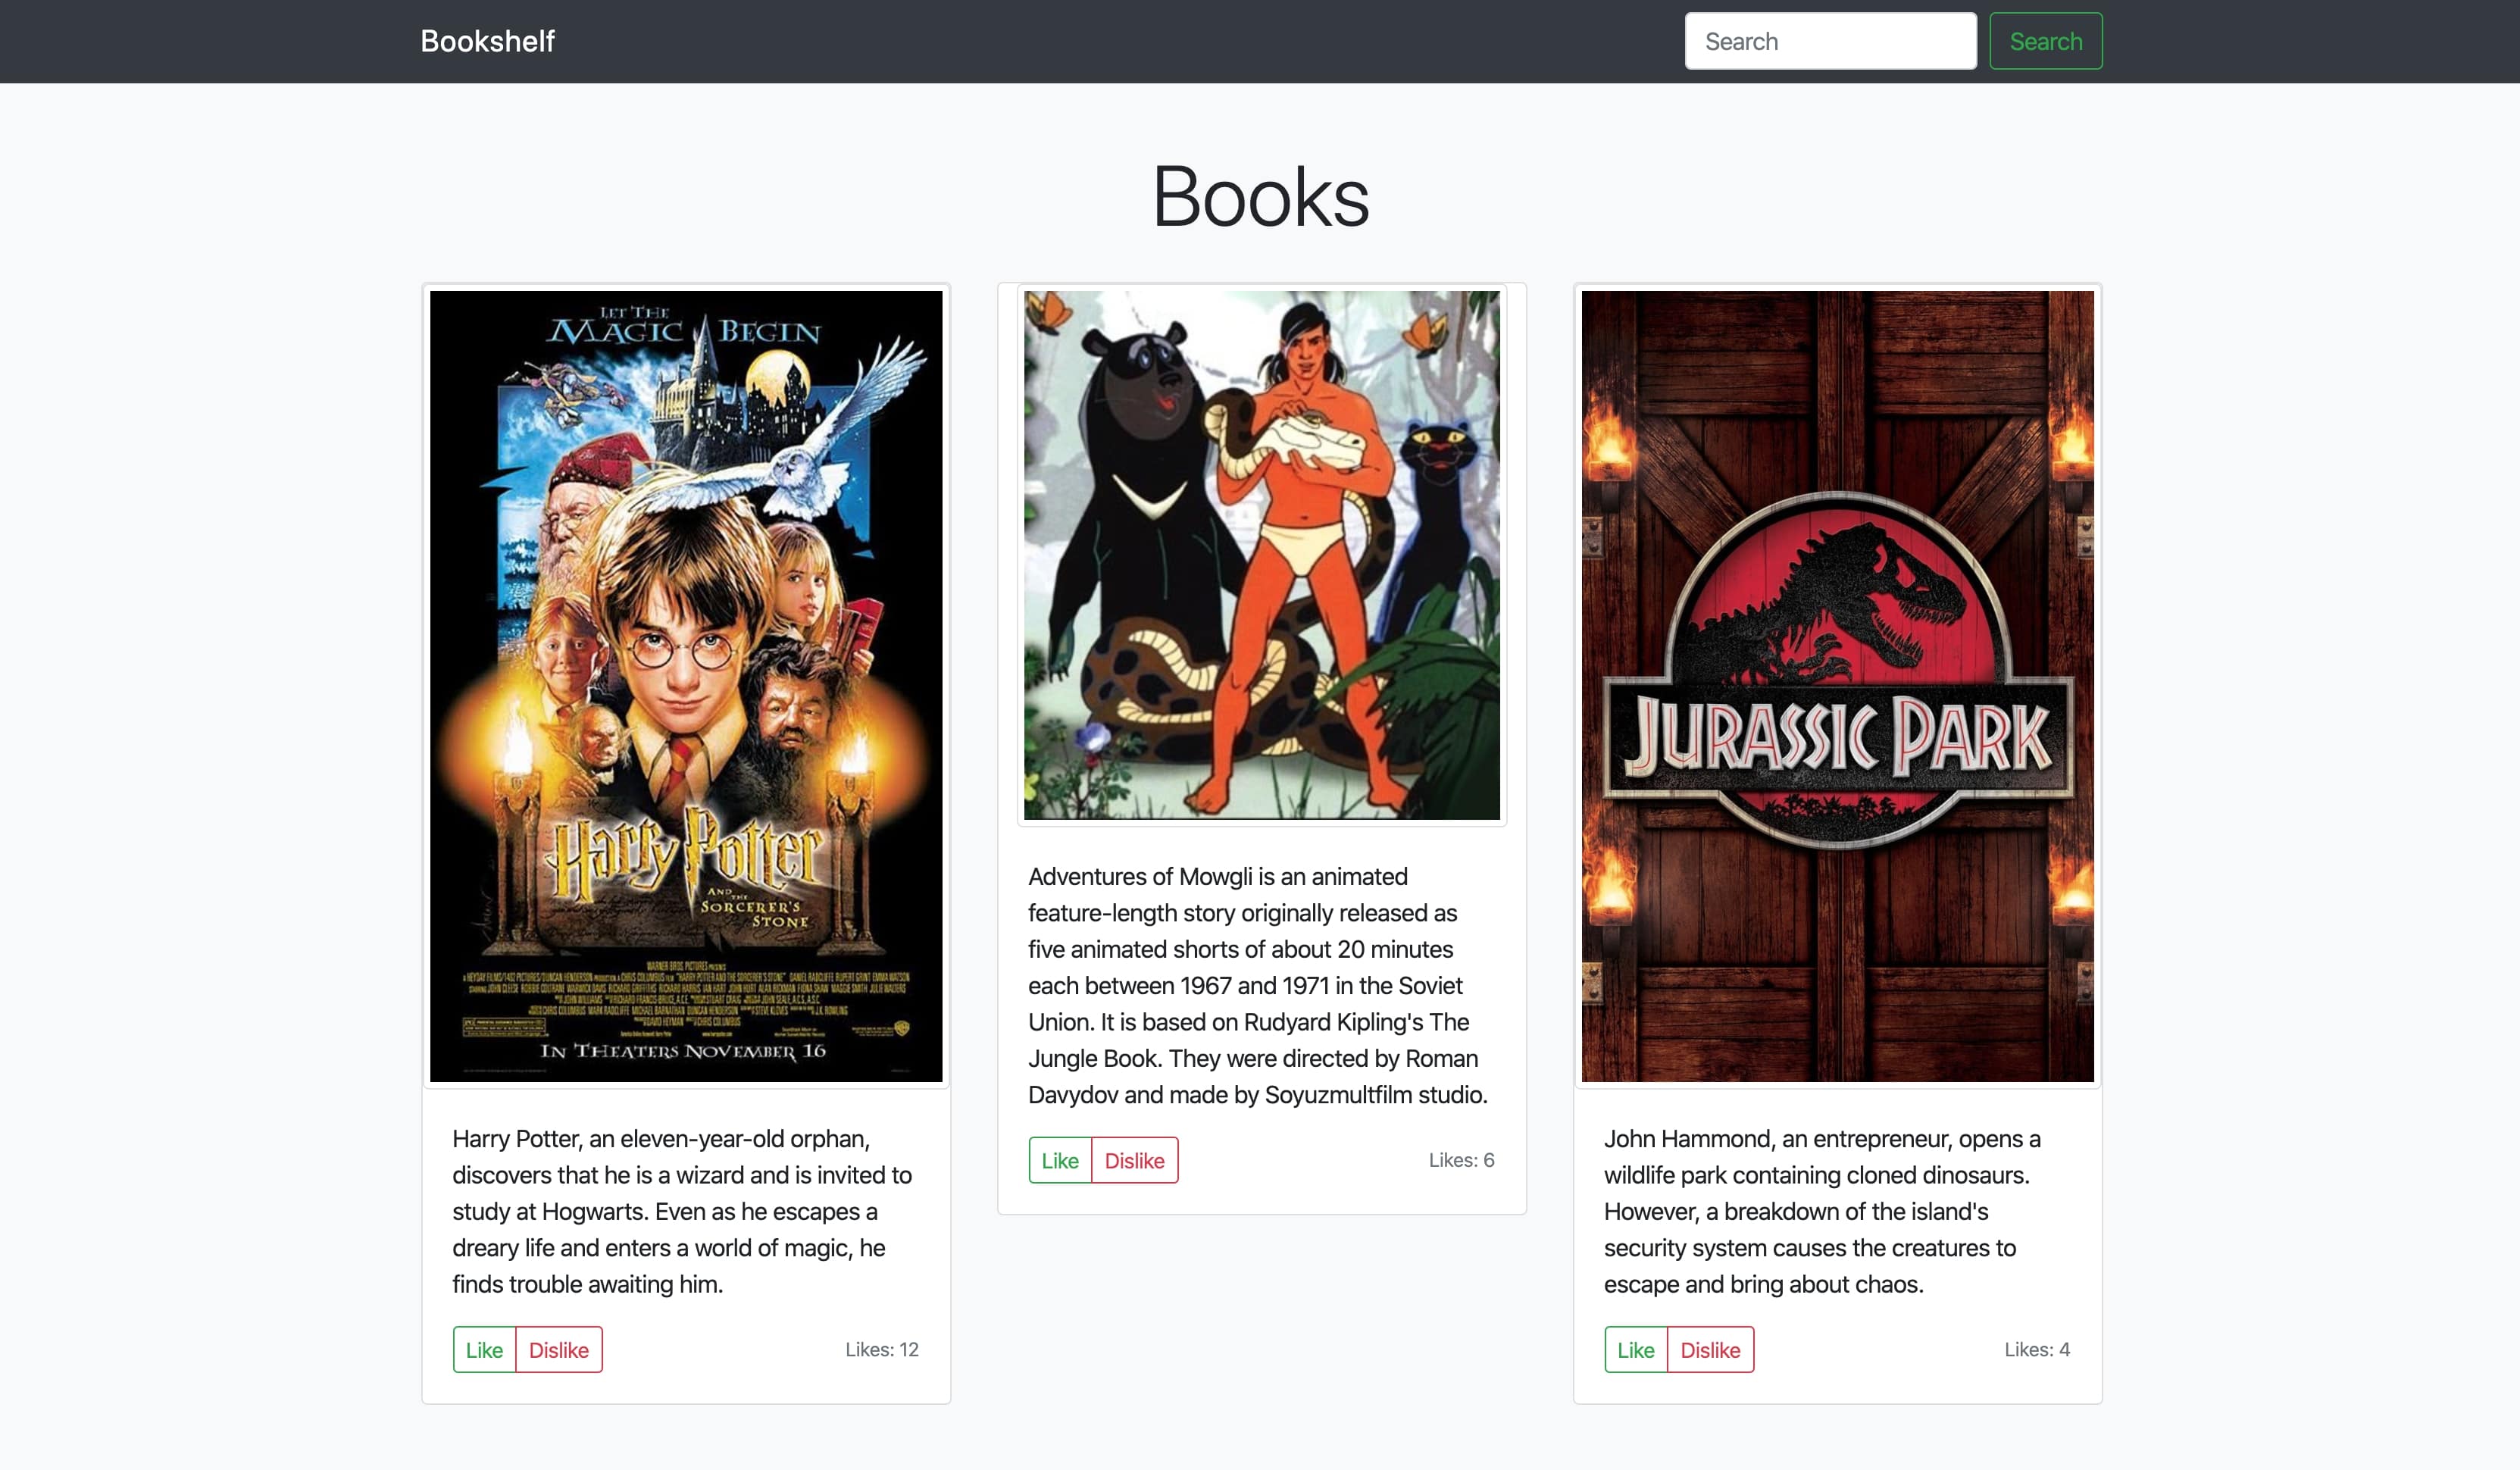 Bookshelf
Search
Search
Books
LET THE
MAGIC BEGIN
Harry Potter
AND
THE
SORCERER'S
STONE
WARNER BROS. PICTURES PRESENTS
IN THEATERS NOVEMBER 16
Harry Potter, an eleven-year-old orphan,
discovers that he is a wizard and is invited to
study at Hogwarts. Even as he escapes a
dreary life and enters a world of magic, he
finds trouble awaiting him.
Like
Dislike
Likes: 12
Adventures of Mowgli is an animated
feature-length story originally released as
five animated shorts of about 20 minutes
each between 1967 and 1971 in the Soviet
Union. It is based on Rudyard Kipling's The
Jungle Book. They were directed by Roman
Davydov and made by Soyuzmultfilm studio.
Like
Dislike
Likes: 6
JURASSIC PARK
John Hammond, an entrepreneur, opens a
wildlife park containing cloned dinosaurs.
However, a breakdown of the island's
security system causes the creatures to
escape and bring about chaos.
Like
Dislike
Likes: 4